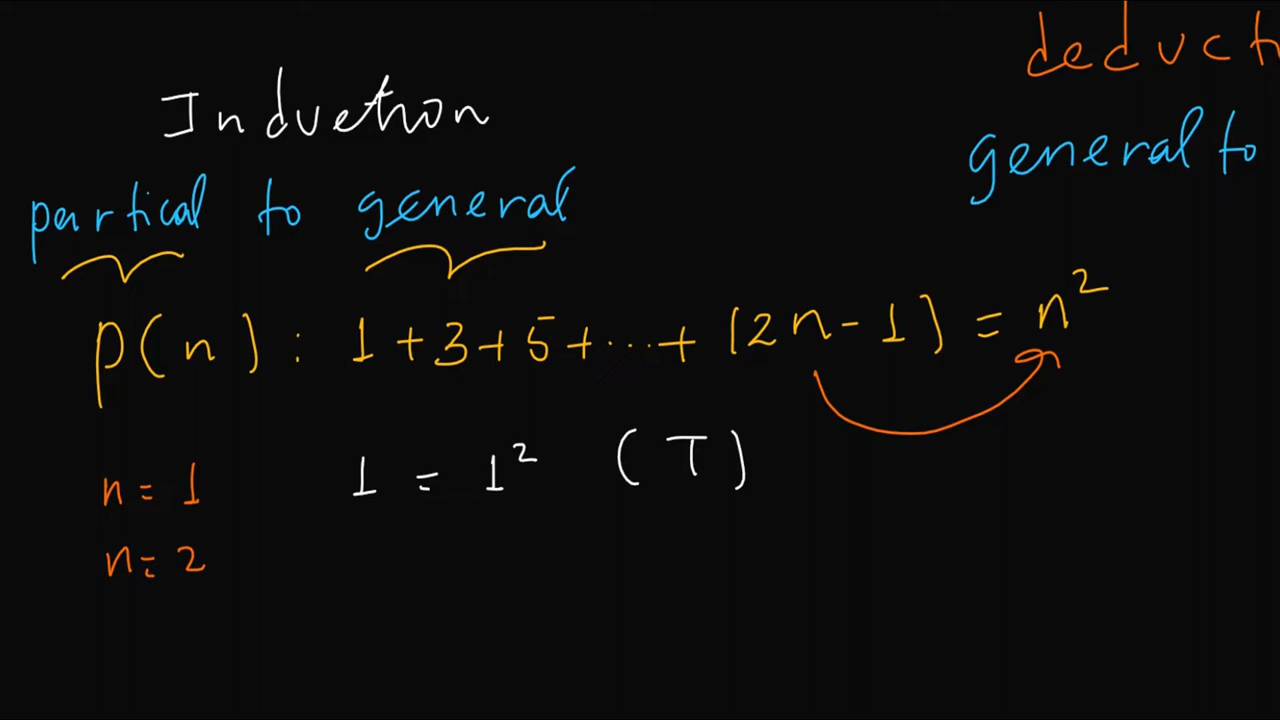 Induction
partical to general
deduct
general to
P(n): 1+3+5+...+(2n-1) = n²
n = 1 1 = 1² (T)
n = 2